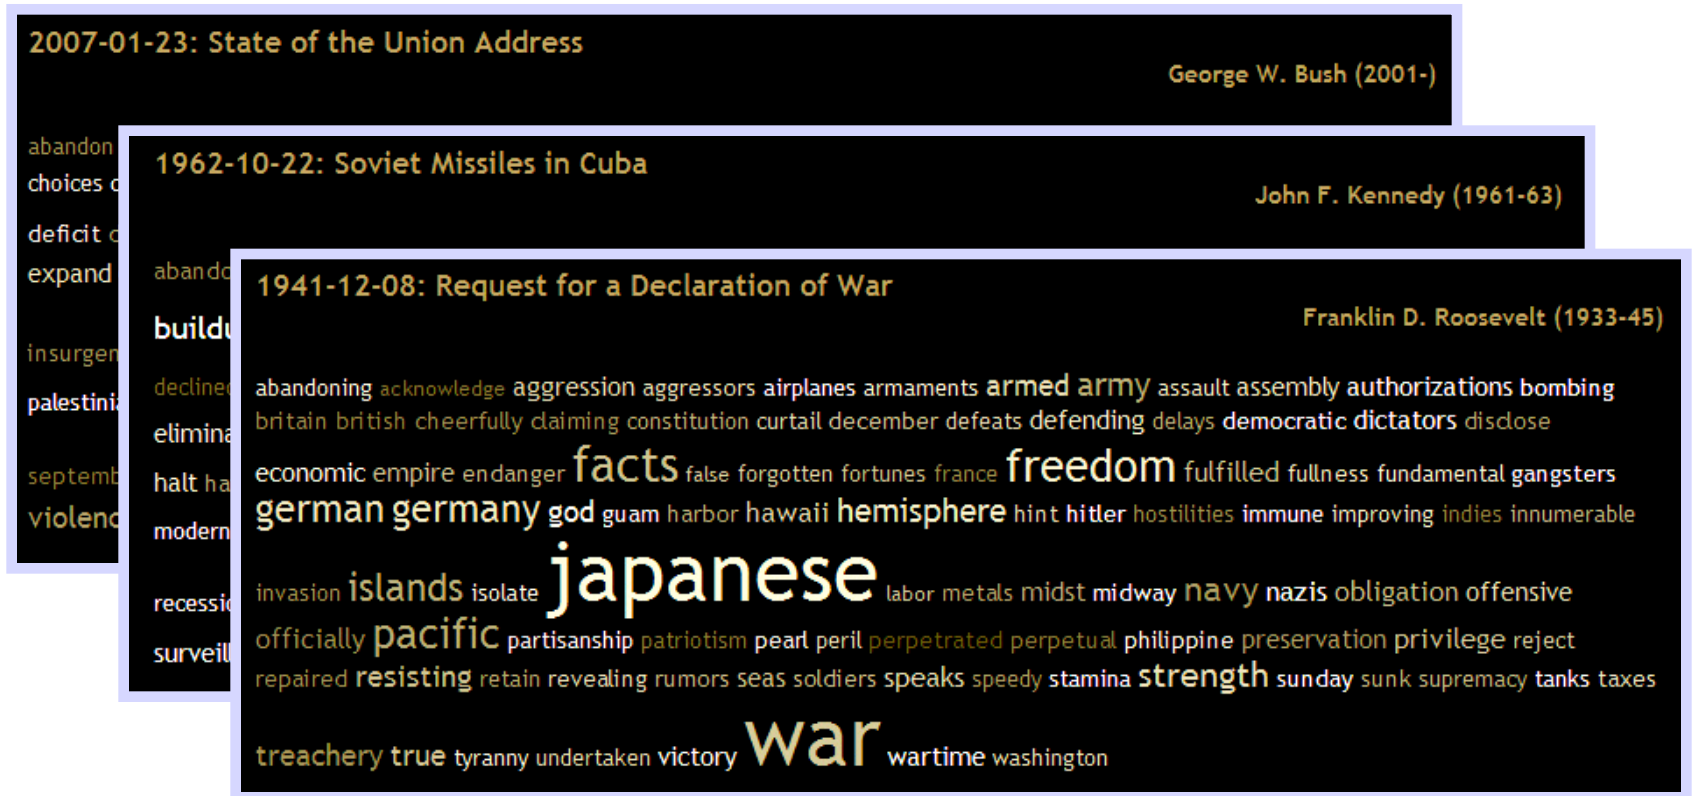 2007-01-23: State of the Union Address
George W. Bush (2001-)
abandon
choices
deficit
expand
insurgen
palestini
septemb
violenc
1962-10-22: Soviet Missiles in Cuba
John F. Kennedy (1961-63)
abando
buildu
declined
elimina
halt ha
modern
recessio
surveill
1941-12-08: Request for a Declaration of War
Franklin D. Roosevelt (1933-45)
abandoning acknowledge aggression aggressors airplanes armaments armed army assault assembly authorizations bombing
britain british cheerfully claiming constitution curtail december defeats defending delays democratic dictators disclose
economic empire endanger facts false forgotten fortunes france freedom fulfilled fullness fundamental gangsters
german germany god guam harbor hawaii hemisphere hint hitler hostilities immune improving indies innumerable
invasion islands isolate japanese labor metals midst midway navy nazis obligation offensive
officially pacific partisanship patriotism pearl peril perpetrated perpetual philippine preservation privilege reject
repaired resisting retain revealing rumors seas soldiers speaks speedy stamina strength sunday sunk supremacy tanks taxes
treachery true tyranny undertaken victory war wartime washington